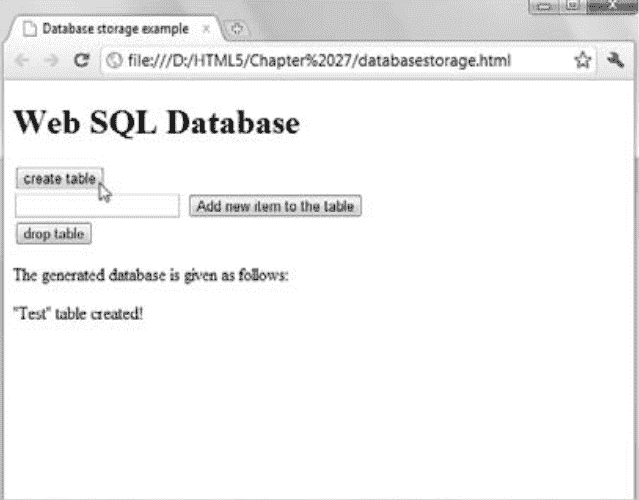 Database storage example
file:///D:/HTML5/Chapter%2027/databasestorage.html
Web SQL Database
create table
Add new item to the table
drop table
The generated database is given as follows:
"Test" table created!